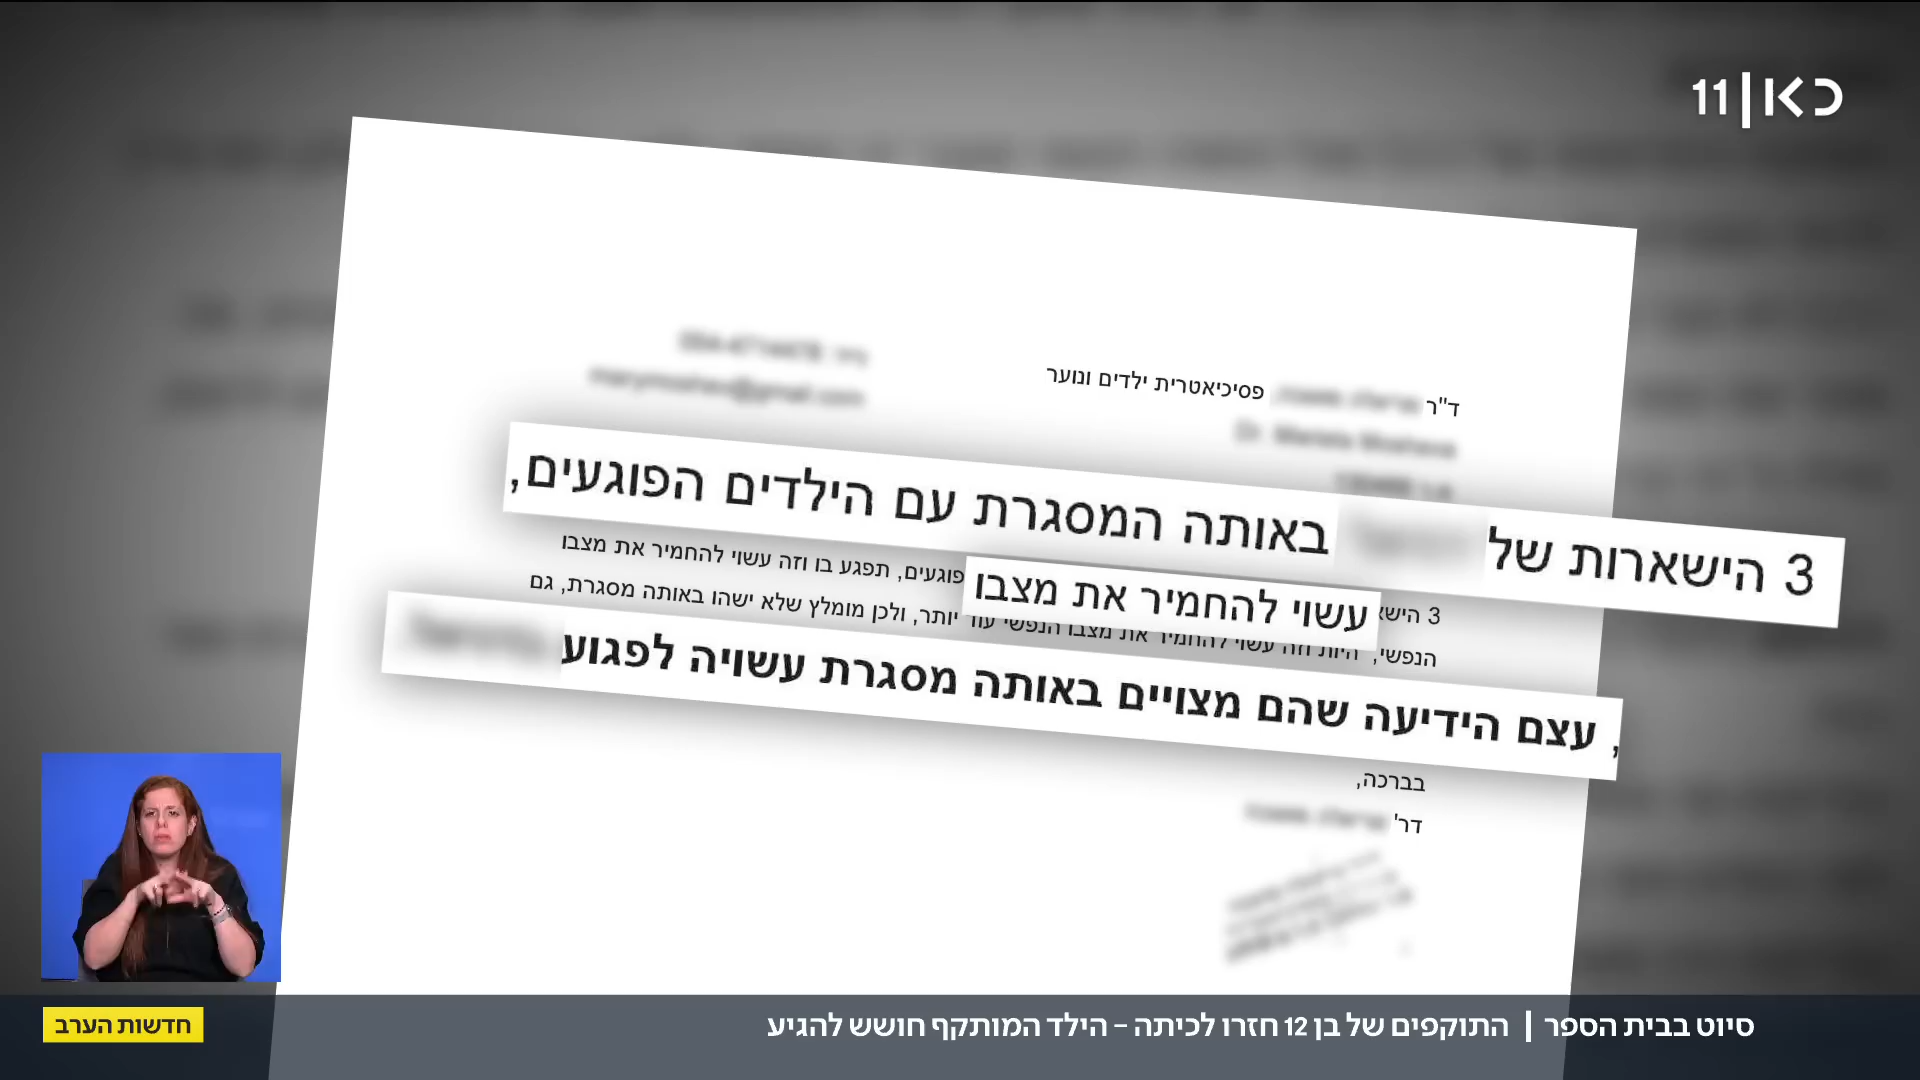 כאן 11
ד"ר פסיכיאטרית ילדים ונוער
3 הישארות של באותה המסגרת עם הילדים הפוגעים,
פוגעים, תפגע בו וזה עשוי להחמיר את מצבו
עשוי להחמיר את מצבו
הנפשי, היות וזה עשוי להחמיר את מצבו הנפשי עוד יותר, ולכן מומלץ שלא ישהו באותה מסגרת, גם
, עצם הידיעה שהם מצויים באותה מסגרת עשויה לפגוע
בברכה,
דר'
סיוט בבית הספר | התוקפים של בן 12 חזרו לכיתה – הילד המותקף חושש להגיע
חדשות הערב